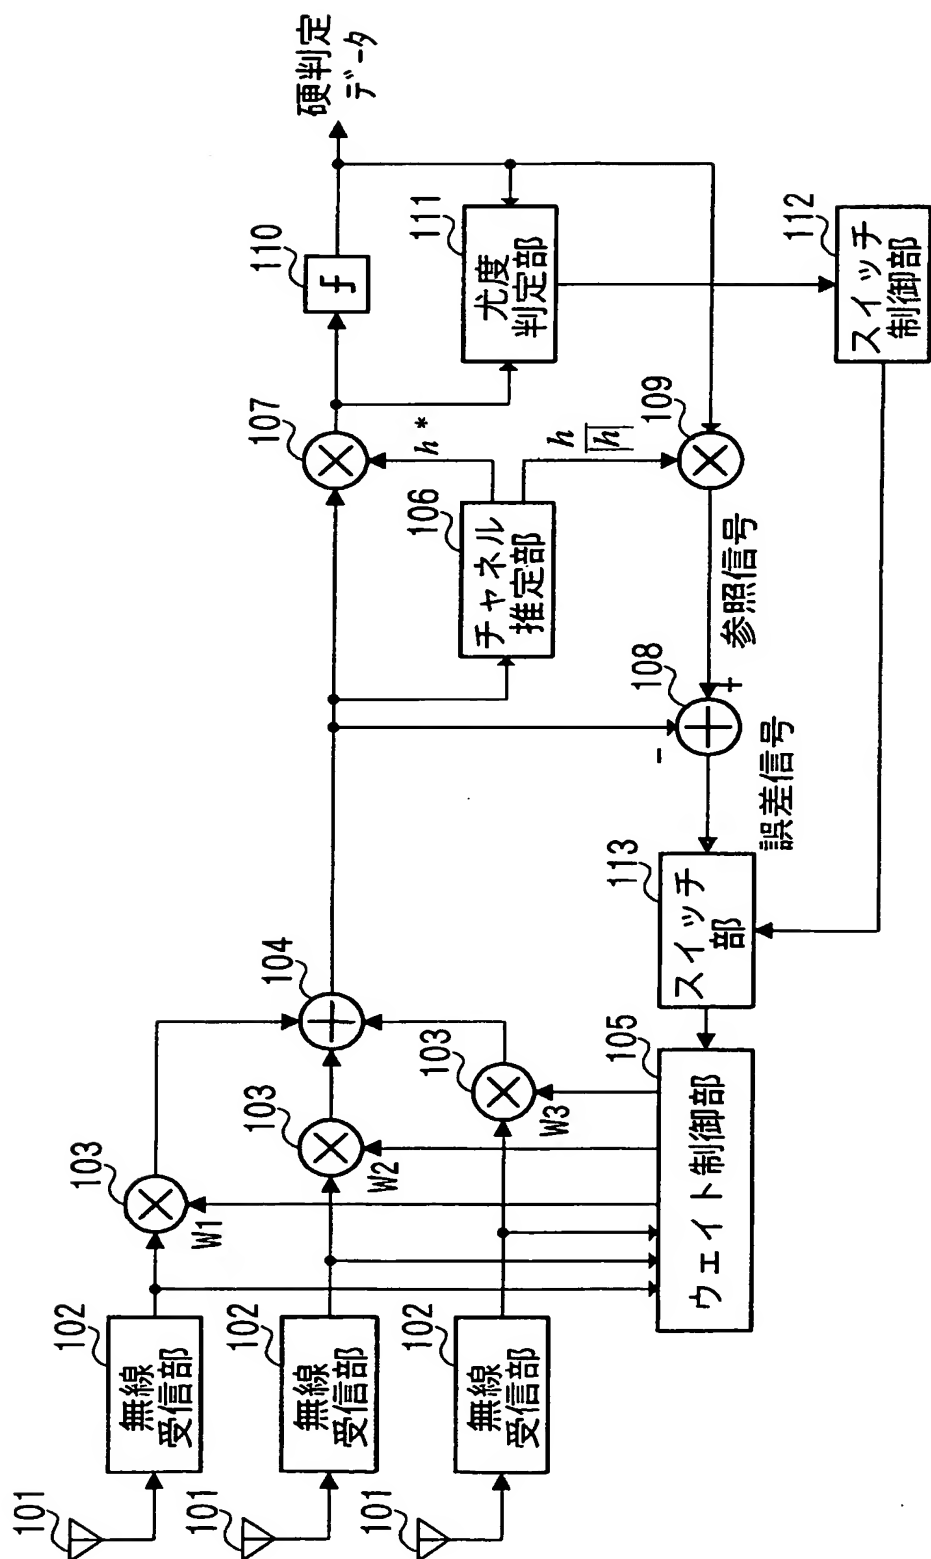 101
無線
受信部
102
101
無線
受信部
102
101
無線
受信部
102
103
W1
103
W2
103
W3
104
ウェイト制御部
105
スイッチ
部
113
誤差信号
108
-
+
参照信号
チャネル
推定部
106
h*
h
|h|
107
109
110
尤度
判定部
111
スイッチ
制御部
112
硬判定
データ